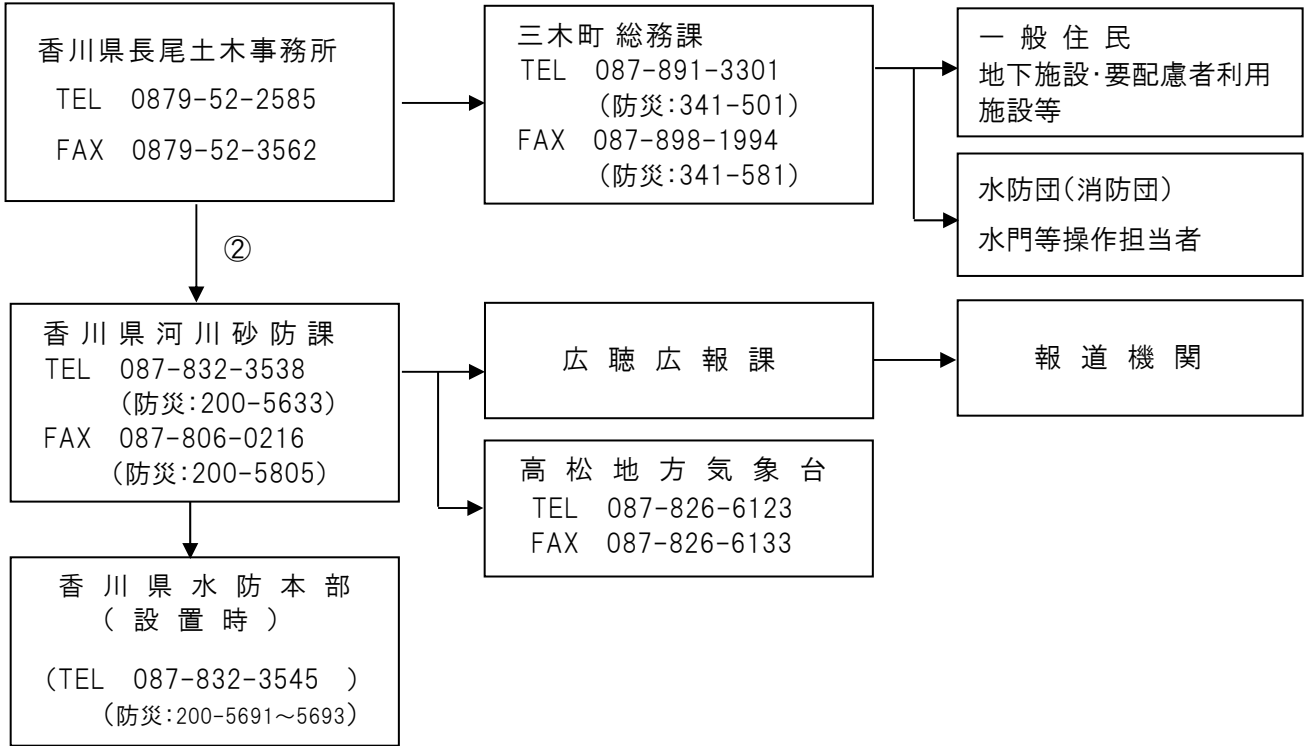 香川県長尾土木事務所
TEL 0879-52-2585
FAX 0879-52-3562
三木町 総務課
TEL 087-891-3301
（防災：341-501）
FAX 087-898-1994
（防災：341-581）
一般住民
地下施設・要配慮者利用
施設等
水防団（消防団）
水門等操作担当者
②
香川県河川砂防課
TEL 087-832-3538
（防災：200-5633）
FAX 087-806-0216
（防災：200-5805）
広聴広報課
報道機関
高松地方気象台
TEL 087-826-6123
FAX 087-826-6133
香川県水防本部
（設置時）
（TEL 087-832-3545 ）
（防災：200-5691～5693）